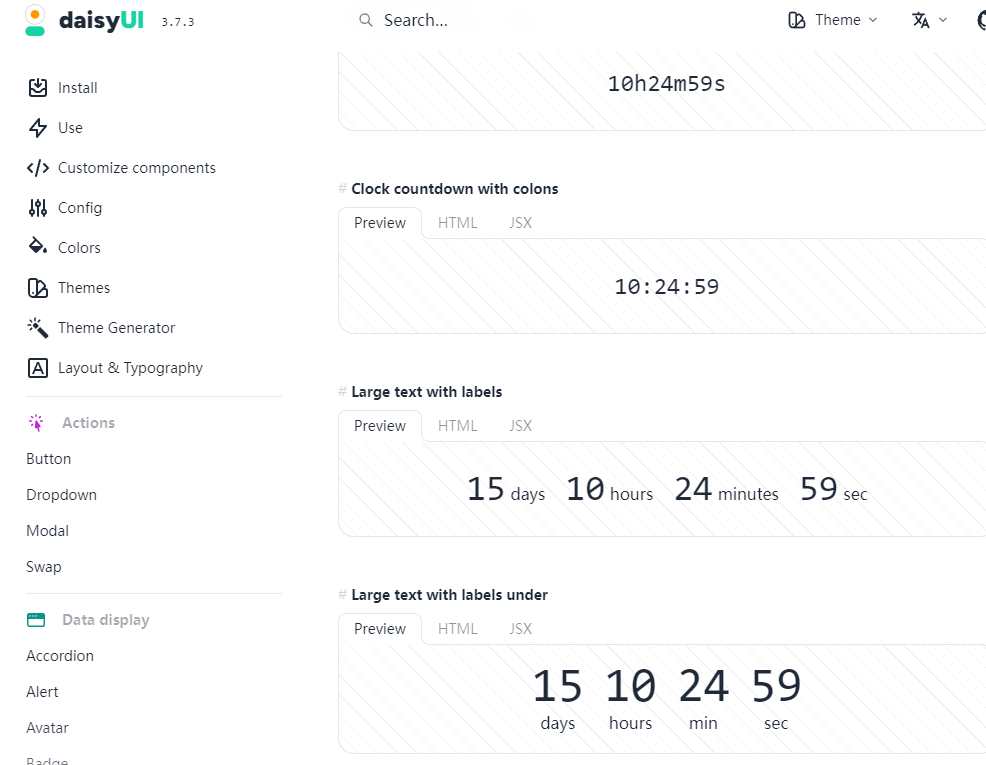 daisyUI 3.7.3
Search...
Theme
Install
Use
Customize components
Config
Colors
Themes
Theme Generator
Layout & Typography
Actions
Button
Dropdown
Modal
Swap
Data display
Accordion
Alert
Avatar
Badge
10h24m59s
# Clock countdown with colons
Preview HTML JSX
10:24:59
# Large text with labels
Preview HTML JSX
15 days 10 hours 24 minutes 59 sec
# Large text with labels under
Preview HTML JSX
15 10 24 59
days hours min sec